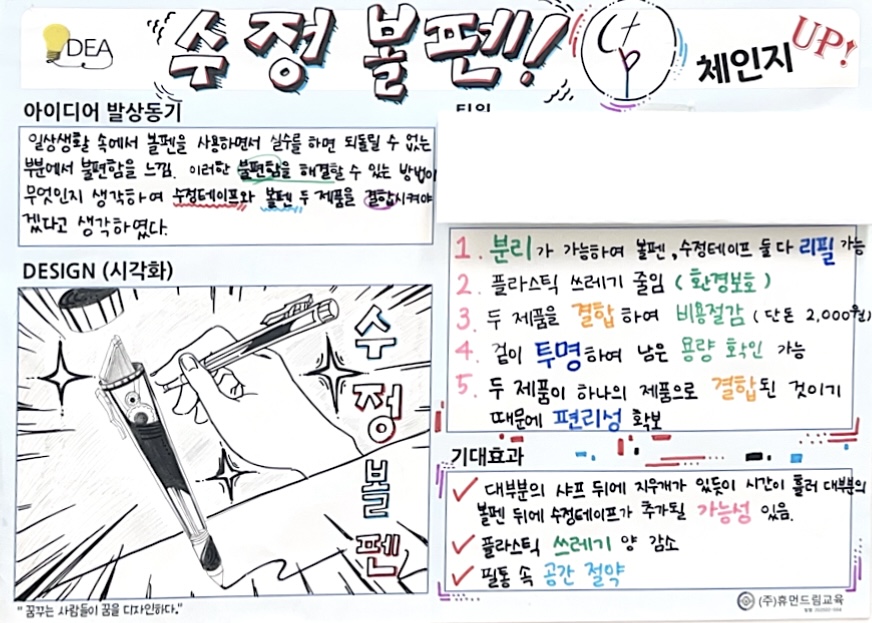 IDEA
수정 볼펜!!
Ctp
체인지
UP!
아이디어 발상동기
일상생활 속에서 볼펜을 사용하면서 실수를 하면 되돌릴 수 없는
부분에서 불편함을 느낌. 이러한 불편함을 해결할 수 있는 방법이
무엇인지 생각하여 수정테이프와 볼펜 두 제품을 결합시켜야
겠다고 생각하였다.
1. 분리가 가능하여 볼펜, 수정테이프 둘 다 리필 가능
2. 플라스틱 쓰레기 줄임 (환경보호)
3. 두 제품을 결합하여 비용절감 (단돈 2,000원)
4. 겉이 투명하여 남은 용량 확인 가능
5. 두 제품이 하나의 제품으로 결합된 것이기
때문에 편리성 확보
DESIGN (시각화)
수정볼펜
기대효과
✓ 대부분의 샤프 뒤에 지우개가 있듯이 시간이 흘러 대부분의
볼펜 뒤에 수정테이프가 추가될 가능성 있음.
✓ 플라스틱 쓰레기 양 감소
✓ 필통 속 공간 절약
"꿈꾸는 사람들이 꿈을 디자인하다."
(주)휴먼드림교육